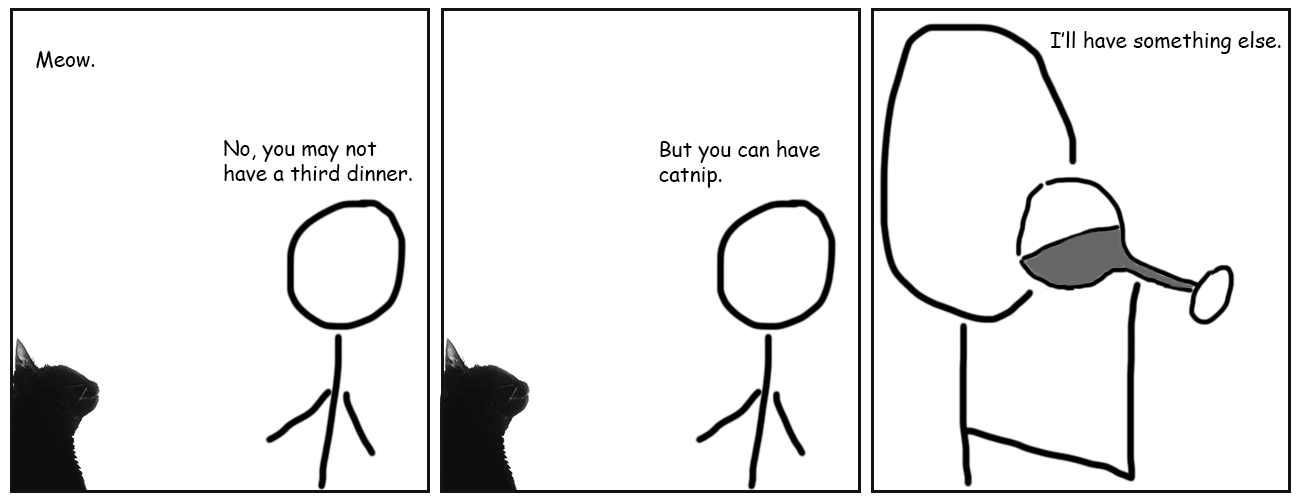 Meow.
No, you may not
have a third dinner.
But you can have
catnip.
I'll have something else.